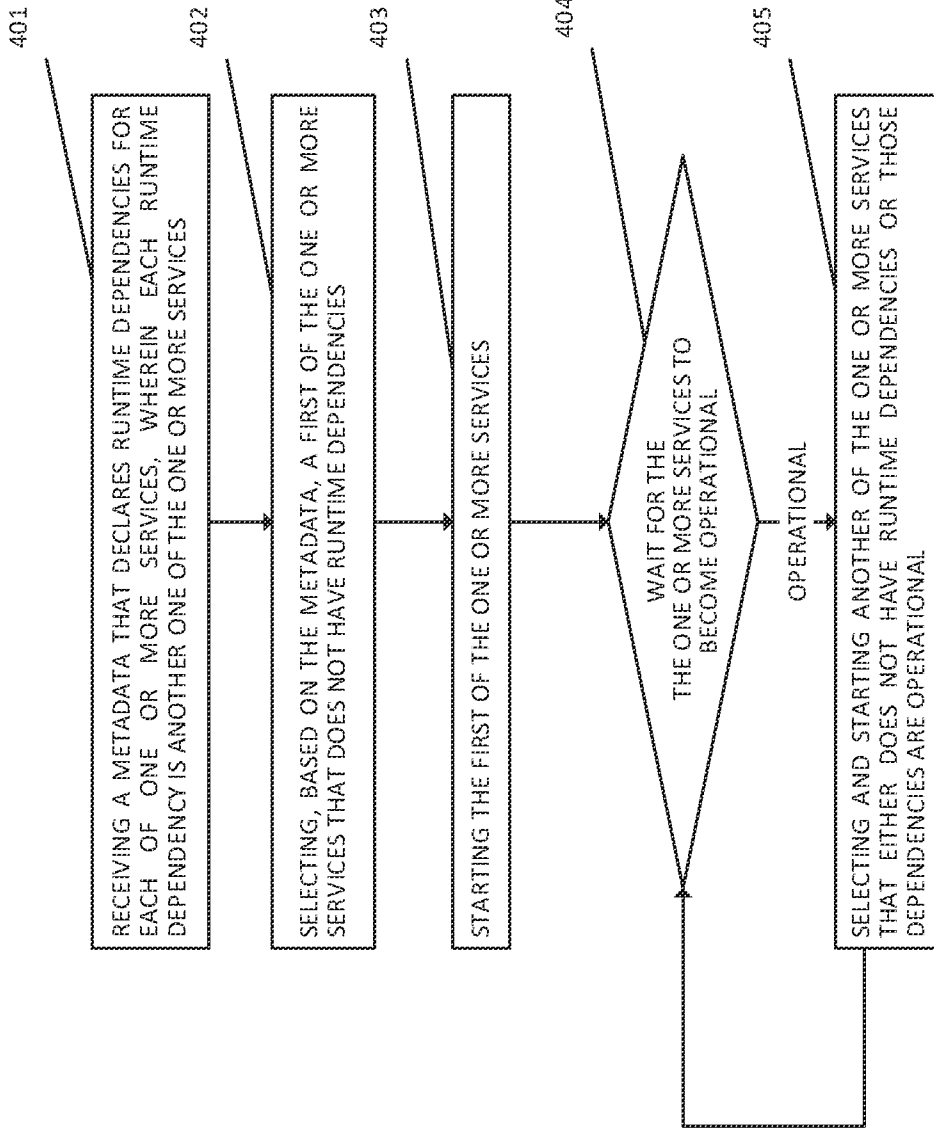 401
RECEIVING A METADATA THAT DECLARES RUNTIME DEPENDENCIES FOR
EACH OF ONE OR MORE SERVICES, WHEREIN EACH RUNTIME
DEPENDENCY IS ANOTHER ONE OF THE ONE OR MORE SERVICES
402
SELECTING, BASED ON THE METADATA, A FIRST OF THE ONE OR MORE
SERVICES THAT DOES NOT HAVE RUNTIME DEPENDENCIES
403
STARTING THE FIRST OF THE ONE OR MORE SERVICES
404
WAIT FOR THE
THE ONE OR MORE SERVICES TO
BECOME OPERATIONAL
OPERATIONAL
405
SELECTING AND STARTING ANOTHER OF THE ONE OR MORE SERVICES
THAT EITHER DOES NOT HAVE RUNTIME DEPENDENCIES OR THOSE
DEPENDENCIES ARE OPERATIONAL